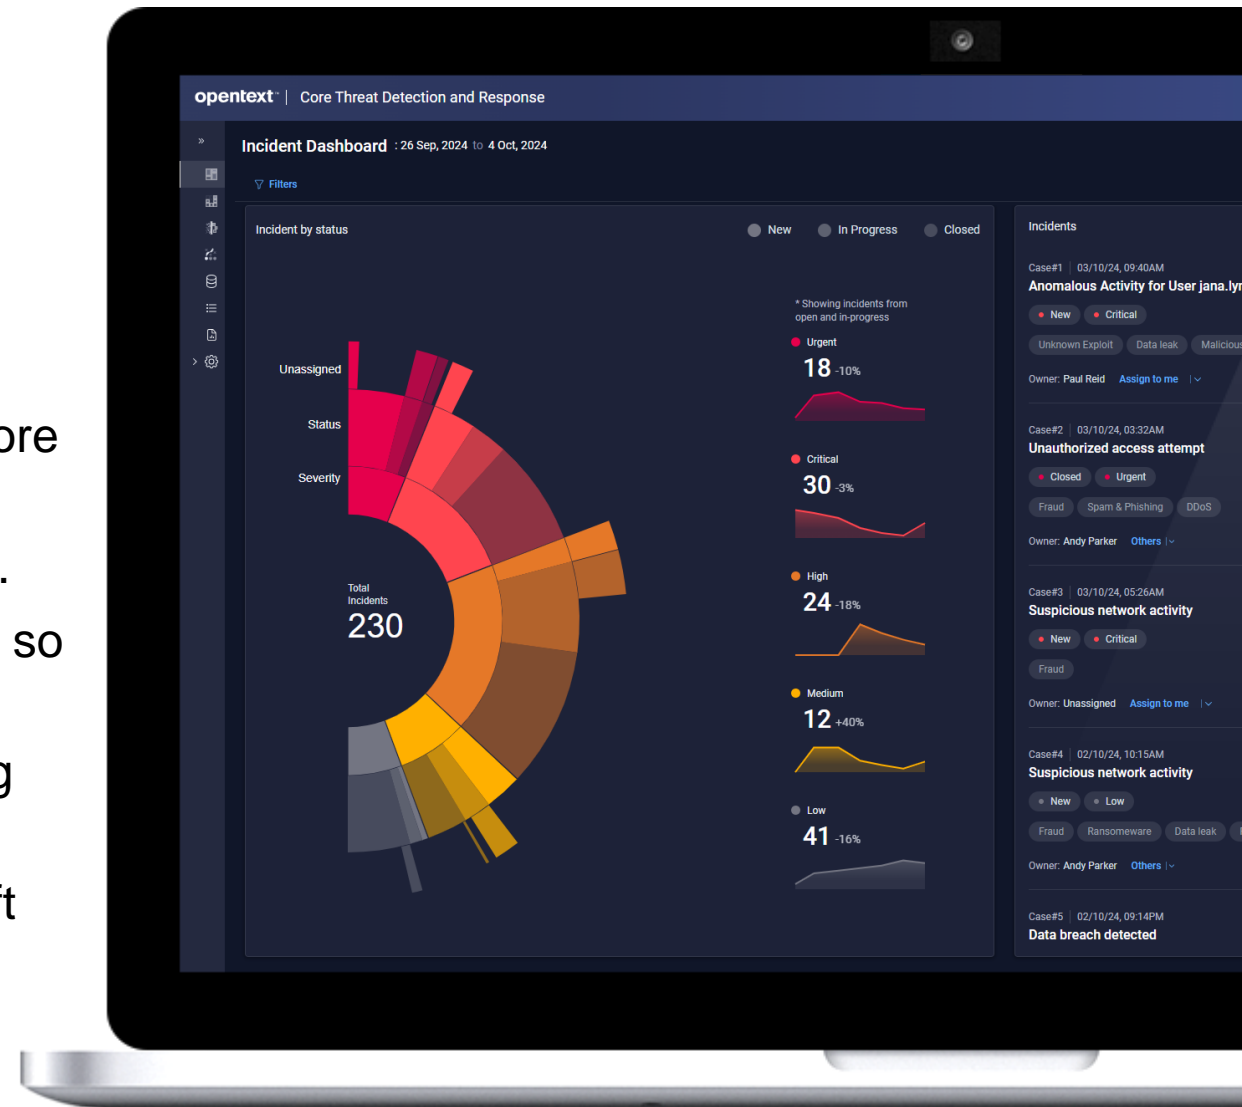 ore
.
so
g
ft
opentext™ | Core Threat Detection and Response
»
Incident Dashboard : 26 Sep, 2024 to 4 Oct, 2024
Filters
Incident by status
New In Progress Closed
* Showing incidents from
open and in-progress
Unassigned
Status
Severity
Total
Incidents
230
Urgent
18 -10%
Critical
30 -3%
High
24 -18%
Medium
12 +40%
Low
41 -16%
Incidents
Case#1 | 03/10/24, 09:40AM
Anomalous Activity for User jana.lyn
New Critical
Unknown Exploit Data leak Malicious
Owner: Paul Reid Assign to me
Case#2 | 03/10/24, 03:32AM
Unauthorized access attempt
Closed Urgent
Fraud Spam & Phishing DDoS
Owner: Andy Parker Others
Case#3 | 03/10/24, 05:26AM
Suspicious network activity
New Critical
Fraud
Owner: Unassigned Assign to me
Case#4 | 02/10/24, 10:15AM
Suspicious network activity
New Low
Fraud Ransomeware Data leak
Owner: Andy Parker Others
Case#5 | 02/10/24, 09:14PM
Data breach detected